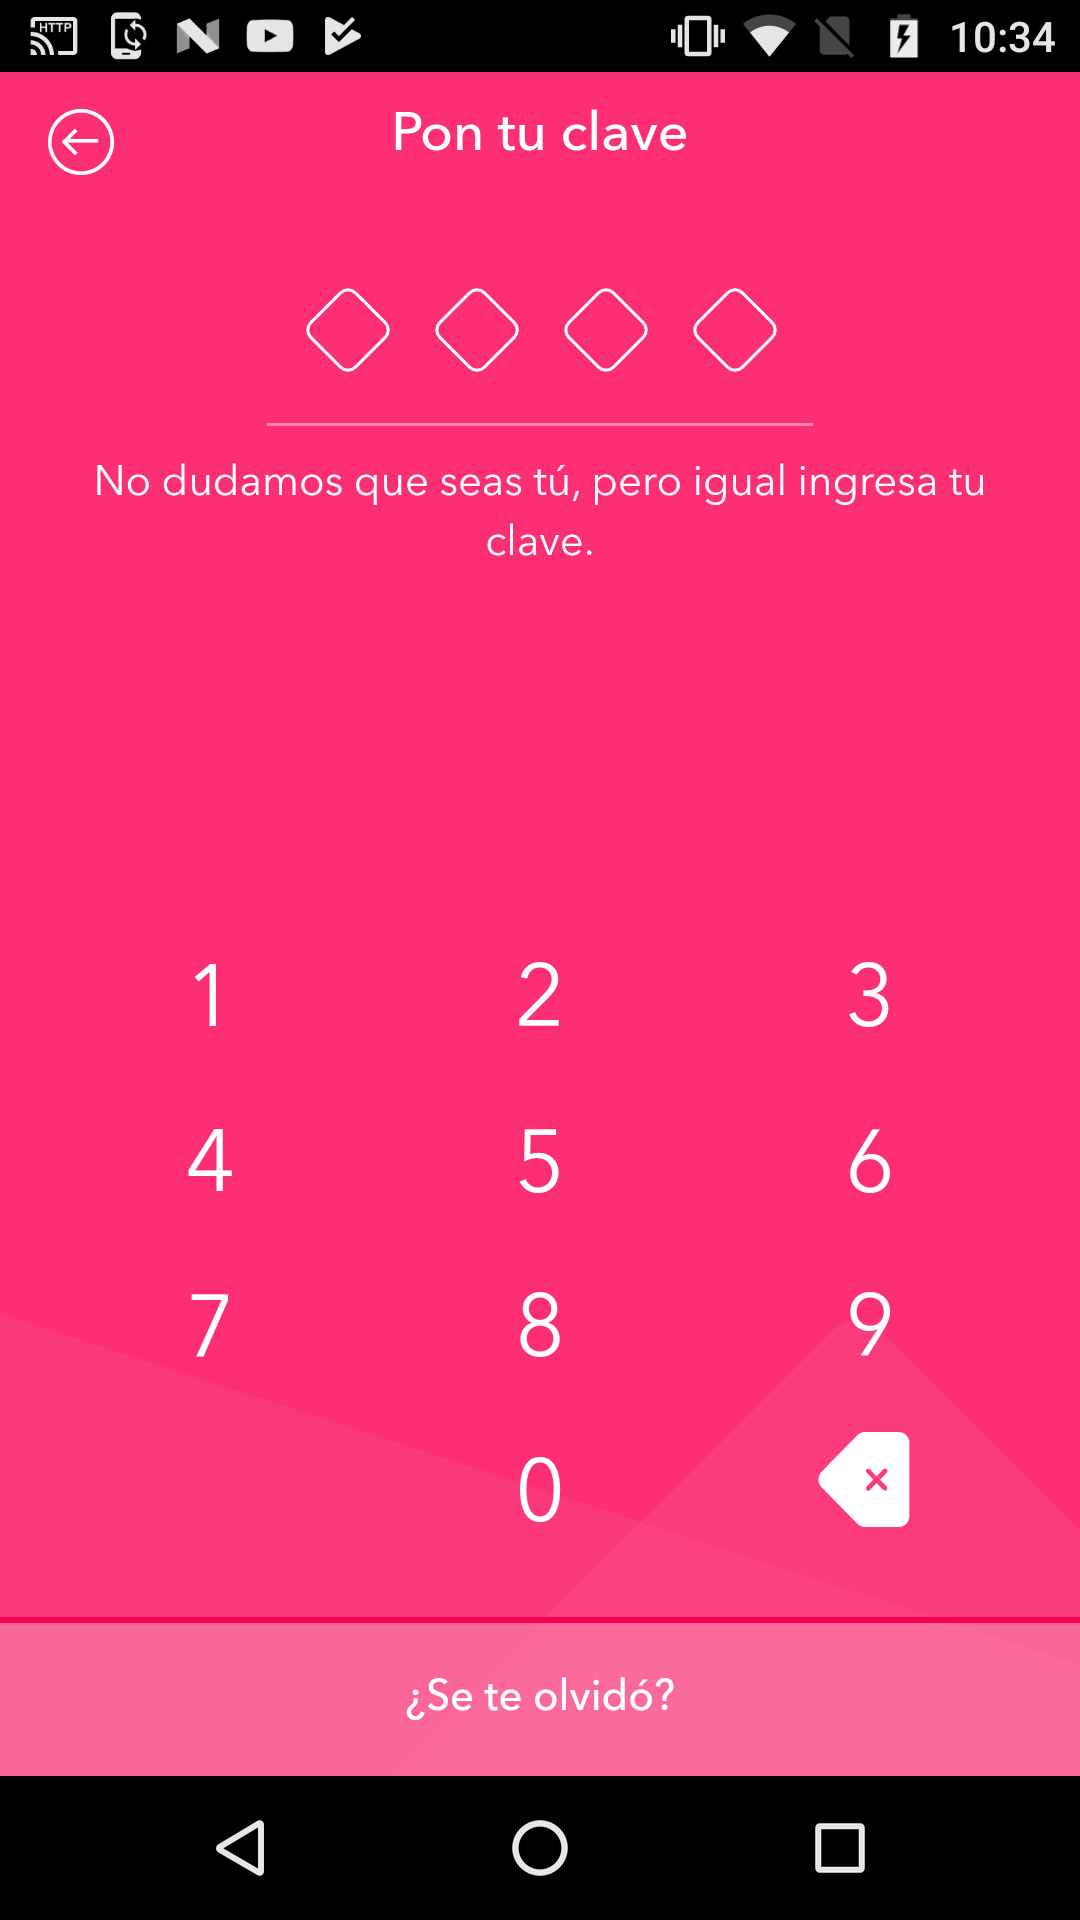 HTTP
10:34
Pon tu clave
No dudamos que seas tú, pero igual ingresa tu
clave.
1 2 3
4 5 6
7 8 9
0
¿Se te olvidó?